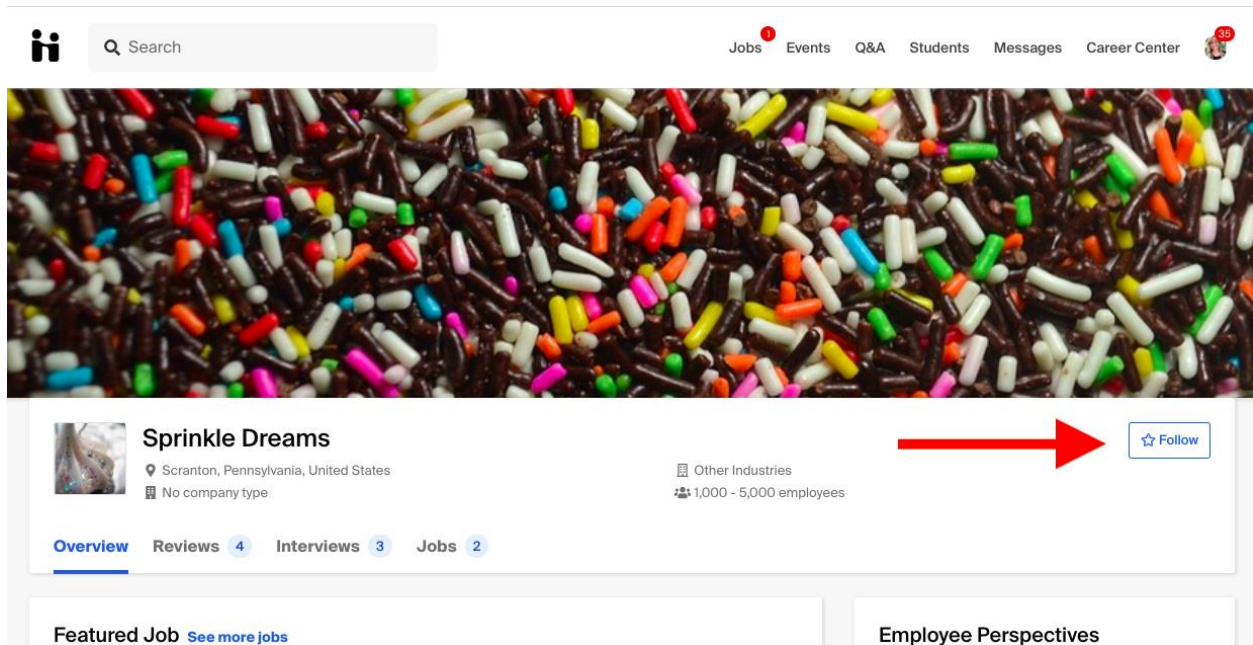 Search
Jobs 1 Events Q&A Students Messages Career Center 35
Sprinkle Dreams
Follow
Scranton, Pennsylvania, United States
Other Industries
No company type
1,000 - 5,000 employees
Overview Reviews 4 Interviews 3 Jobs 2
Featured Job See more jobs
Employee Perspectives